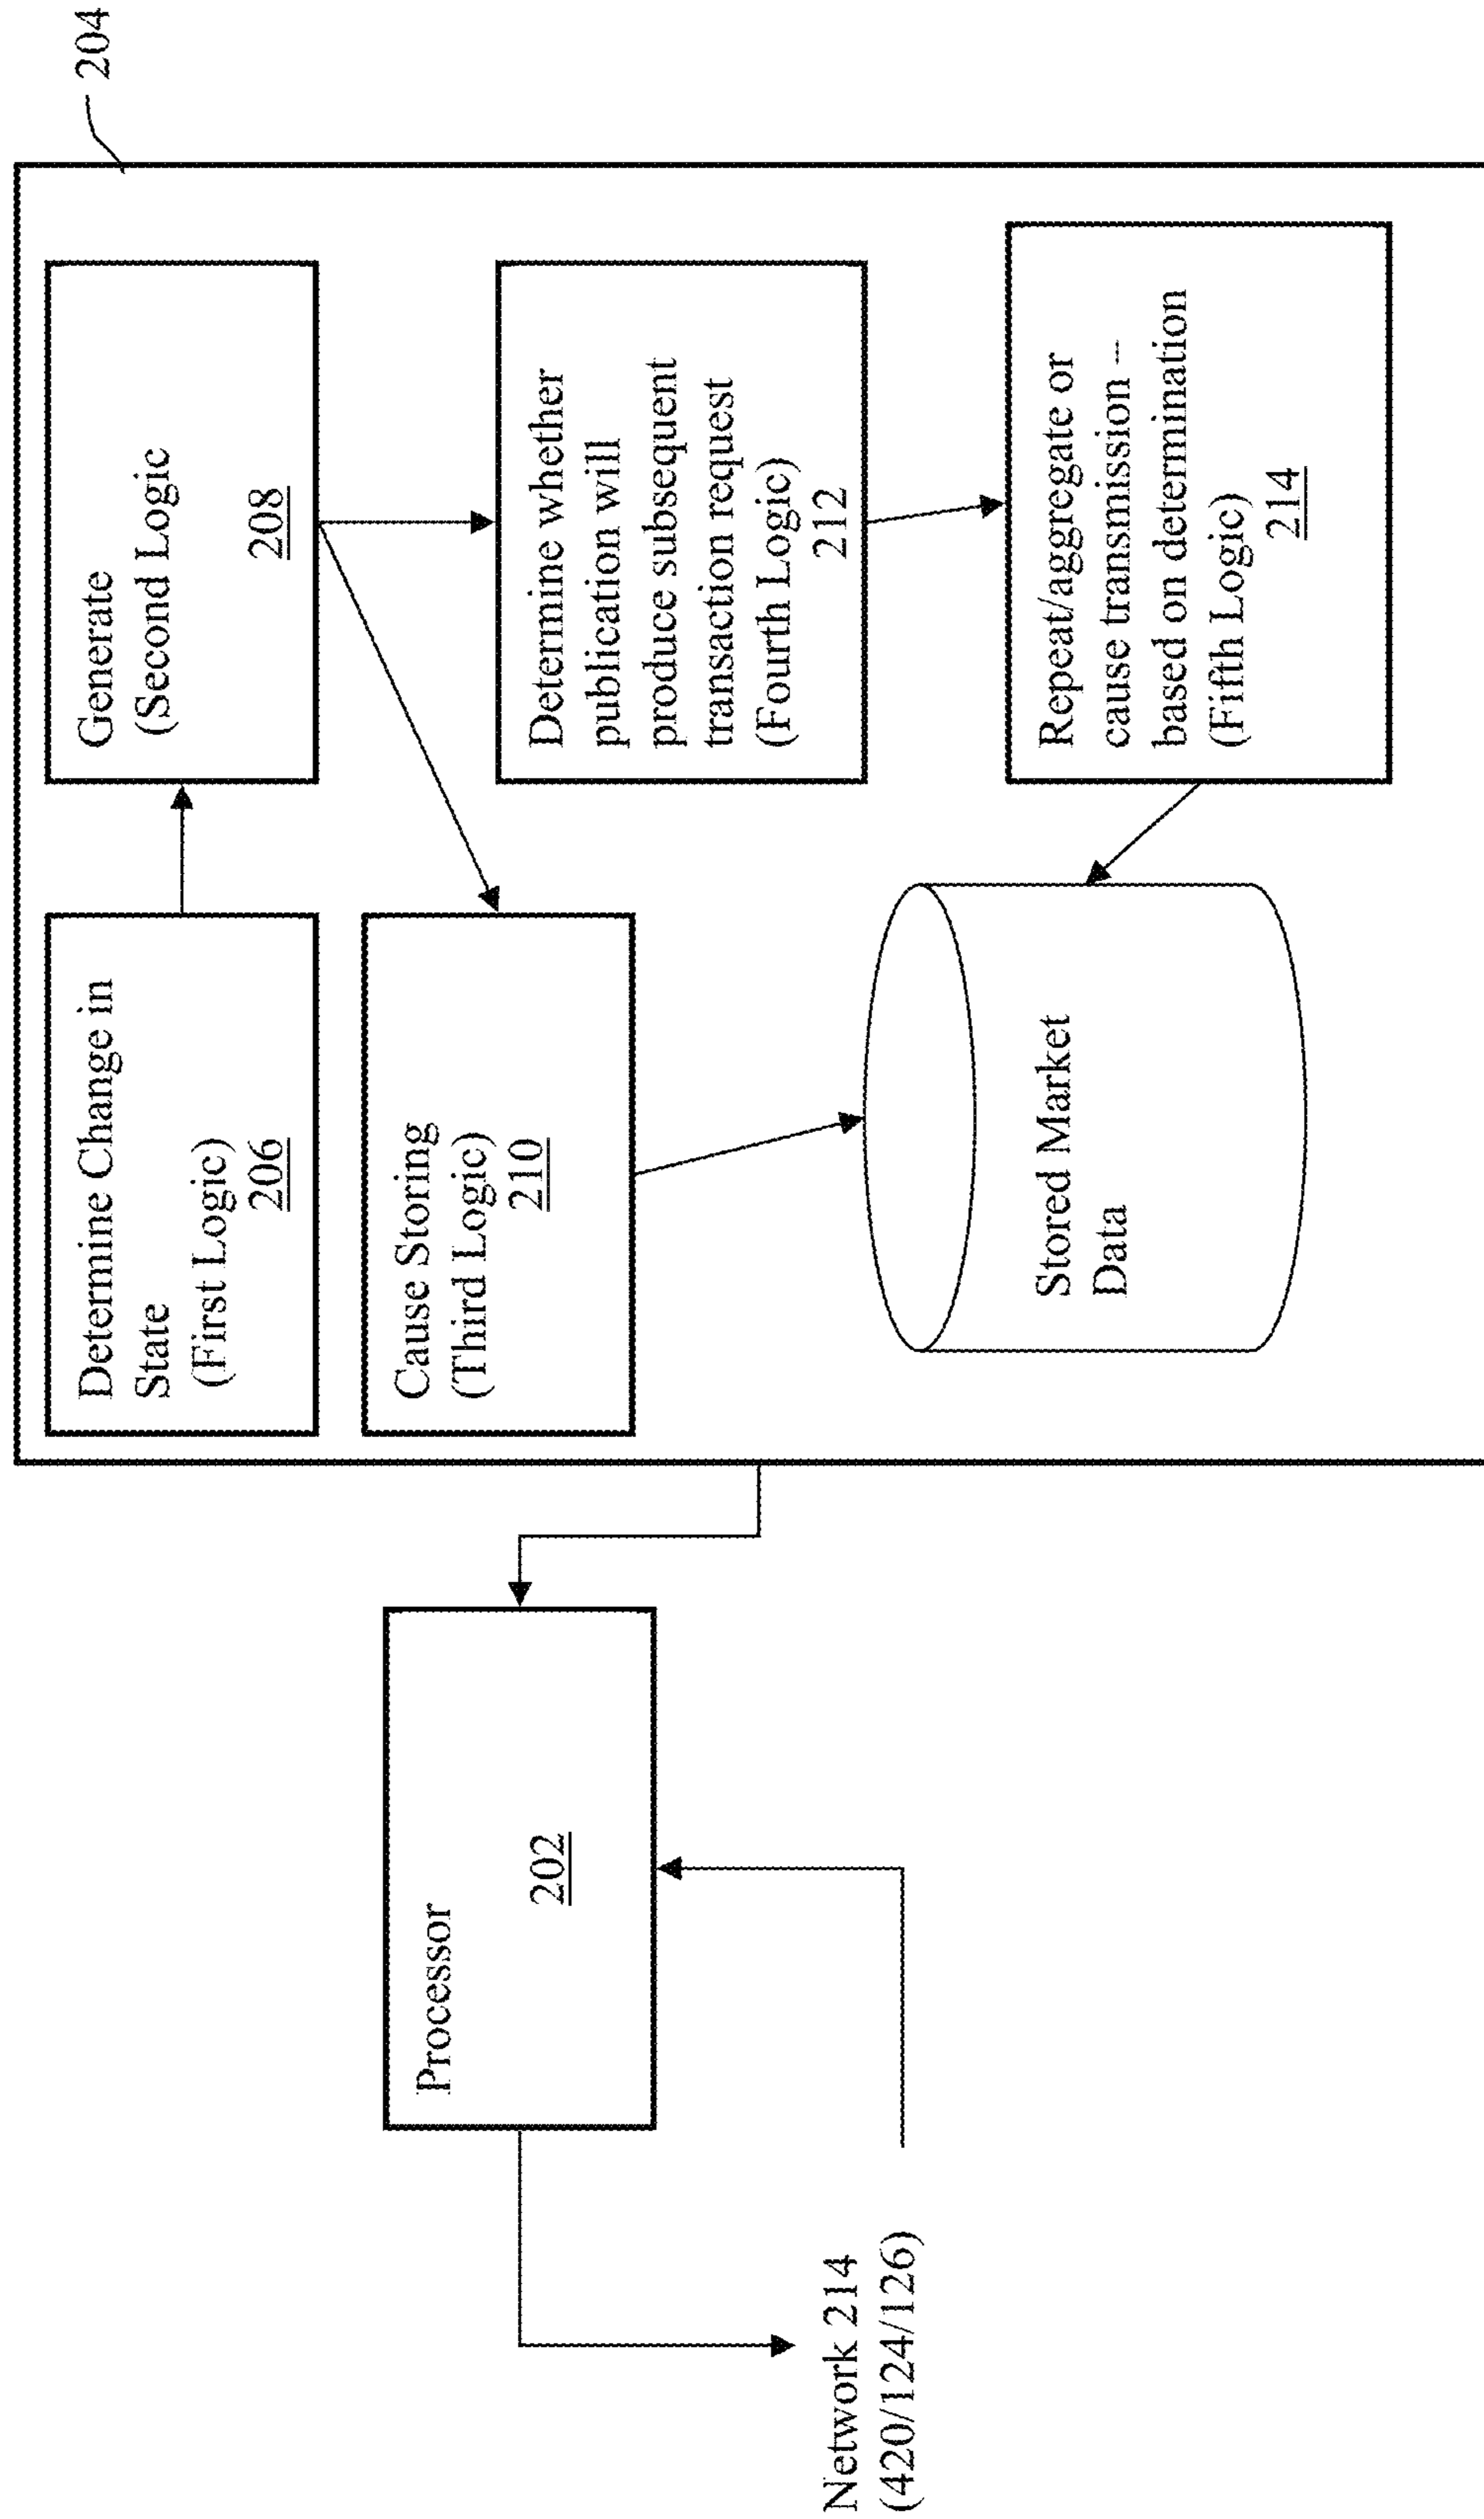 204
Determine Change in
State
(First Logic)
206
Generate
(Second Logic
208
Cause Storing
(Third Logic)
210
Determine whether
publication will
produce subsequent
transaction request
(Fourth Logic)
212
Processor
202
Stored Market
Data
Repeat/aggregate or
cause transmission –
based on determination
(Fifth Logic)
214
Network 214
(420/124/126)